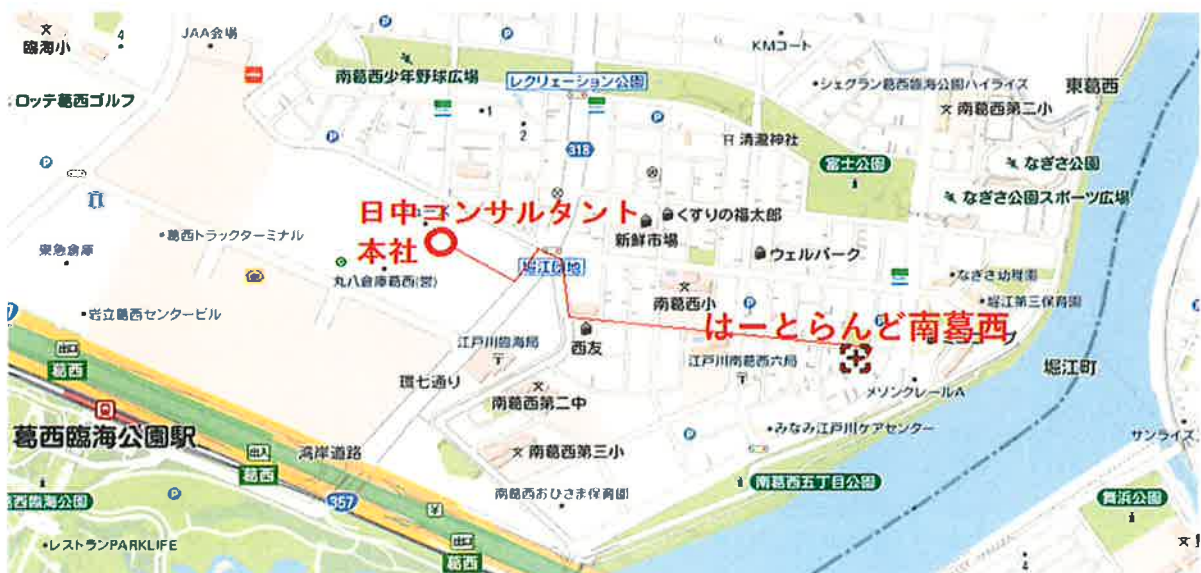 JAA会場
臨海小
4
KMコート
南葛西少年野球広場
レクリエーション公園
シェグラン葛西臨海公園ハイライズ
東葛西
ロッテ葛西ゴルフ
1
2
南葛西第二小
318
清瀧神社
富士公園
なぎさ公園
なぎさ公園スポーツ広場
日中コンサルタント
本社
くすりの福太郎
新鮮市場
葛西トラックターミナル
東急倉庫
ウェルパーク
堀江団地
丸八倉庫葛西(営)
なぎさ幼稚園
南葛西小
堀江第三保育園
岩立葛西センタービル
はーとらんど南葛西
江戸川臨海局
西友
江戸川南葛西六局
出口
葛西
堀江町
環七通り
メゾンクレールA
南葛西第二中
葛西臨海公園駅
みなみ江戸川ケアセンター
サンライズ
出入
葛西
湾岸道路
南葛西第三小
南葛西五丁目公園
357
南葛西おひさま保育園
葛西臨海公園
舞浜公園
レストランPARKLIFE
出口
葛西